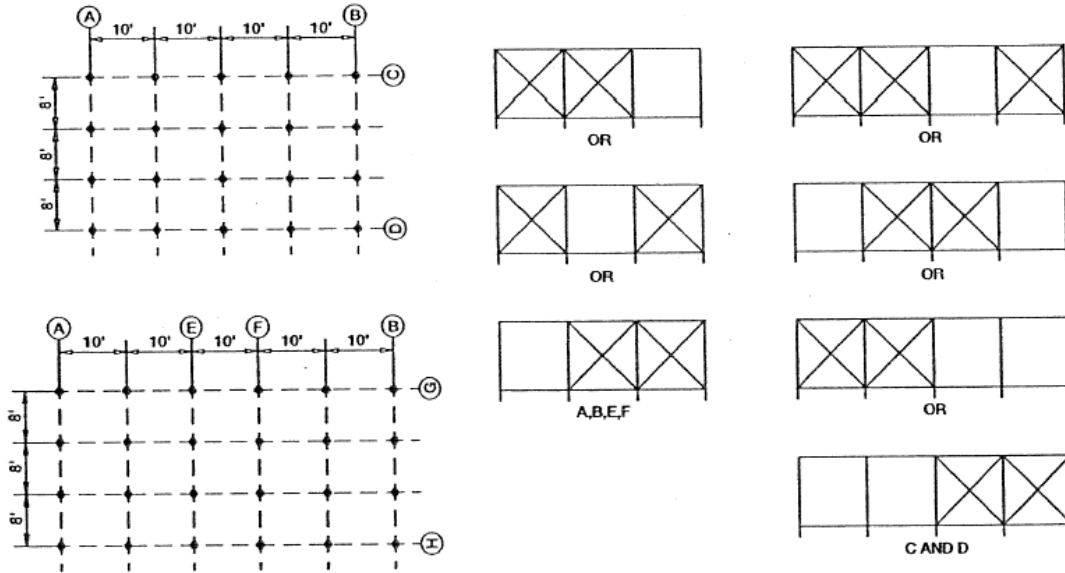 A B
10' 10' 10' 10'
C
8'
8'
8'
D
A E F B
10' 10' 10' 10' 10'
G
8'
8'
8'
H
OR
OR
A,B,E,F
OR
OR
OR
C AND D